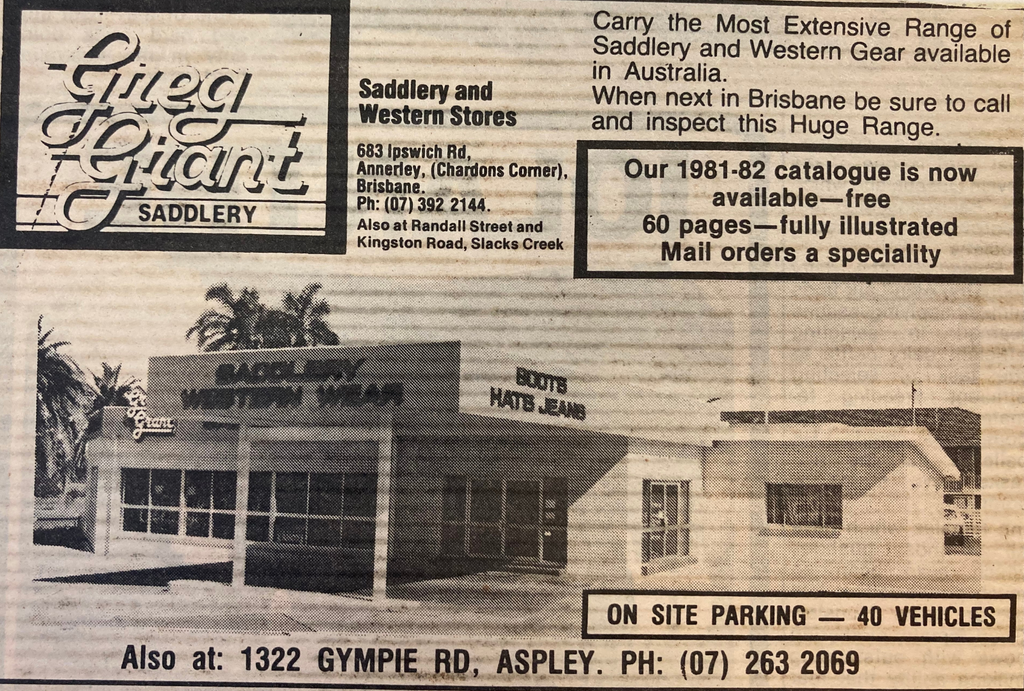 Greg
Grant
SADDLERY
Saddlery and
Western Stores
683 Ipswich Rd,
Annerley, (Chardons Corner),
Brisbane.
Ph: (07) 392 2144.
Also at Randall Street and
Kingston Road, Slacks Creek
Carry the Most Extensive Range of
Saddlery and Western Gear available
in Australia.
When next in Brisbane be sure to call
and inspect this Huge Range.
Our 1981-82 catalogue is now
available—free
60 pages—fully illustrated
Mail orders a speciality
SADDLERY
WESTERN WEAR
BOOTS
HATS JEANS
Greg
Grant
ON SITE PARKING — 40 VEHICLES
Also at: 1322 GYMPIE RD, ASPLEY. PH: (07) 263 2069